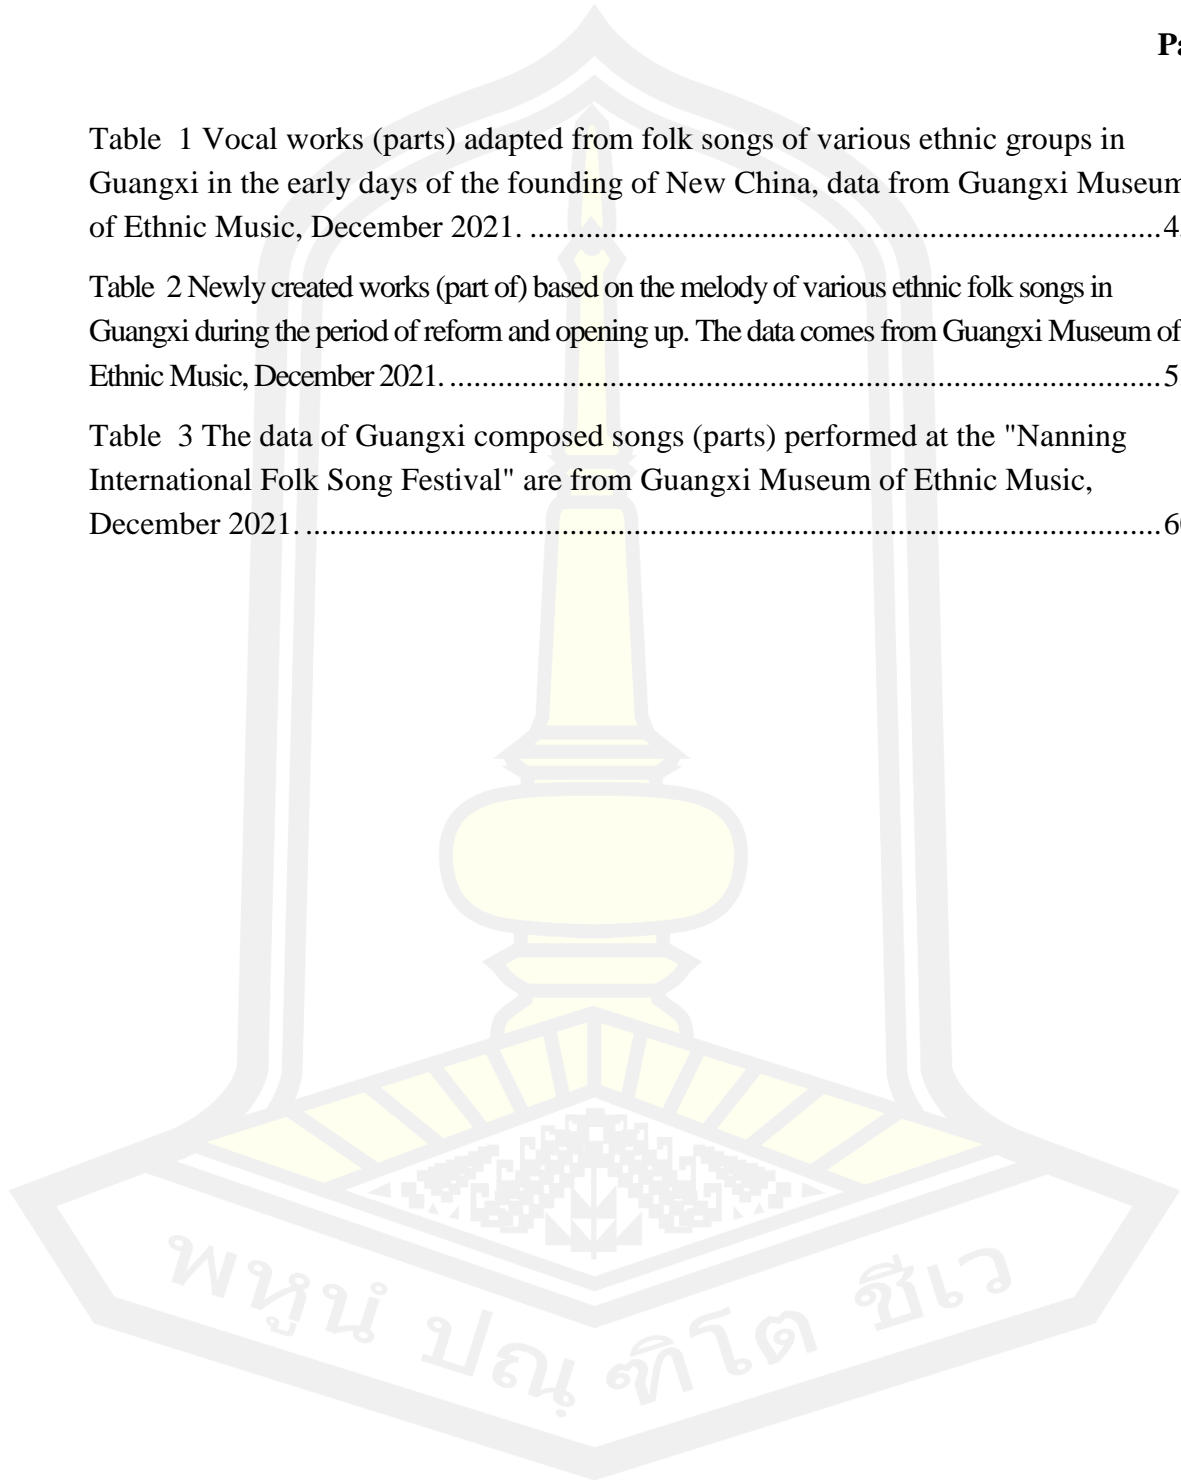 Table 1 Vocal works (parts) adapted from folk songs of various ethnic groups in
Guangxi in the early days of the founding of New China, data from Guangxi Museum
of Ethnic Music, December 2021. ................................................................................4
Table 2 Newly created works (part of) based on the melody of various ethnic folk songs in
Guangxi during the period of reform and opening up. The data comes from Guangxi Museum of
Ethnic Music, December 2021. ..........................................................................................5
Table 3 The data of Guangxi composed songs (parts) performed at the "Nanning
International Folk Song Festival" are from Guangxi Museum of Ethnic Music,
December 2021. ............................................................................................................60
พหูนํ ปณฺฑิโต ชีเว